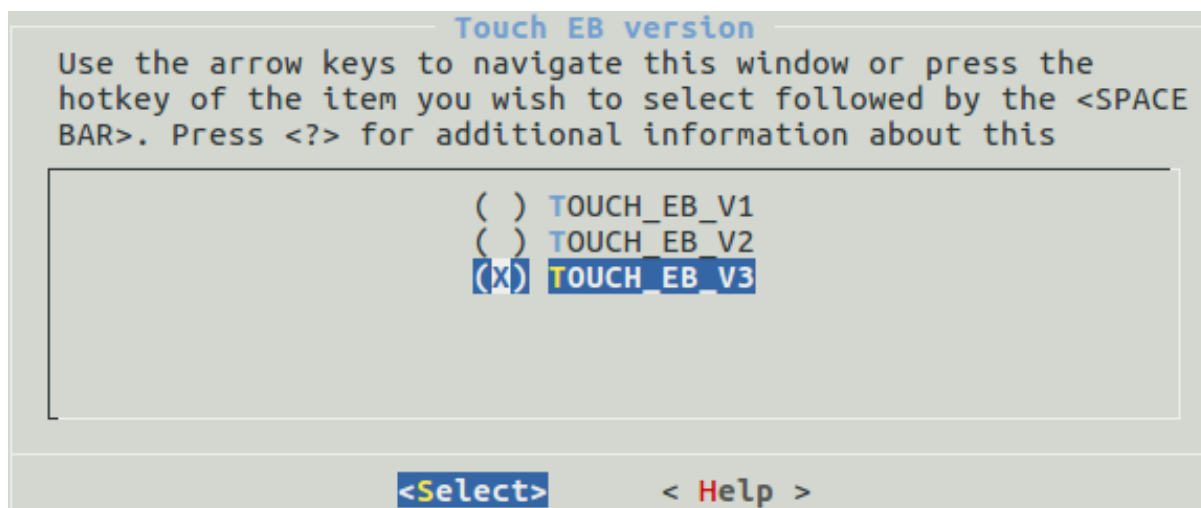 Touch EB version
Use the arrow keys to navigate this window or press the
hotkey of the item you wish to select followed by the <SPACE
BAR>. Press <?> for additional information about this
( ) TOUCH_EB_V1
( ) TOUCH_EB_V2
(X) TOUCH_EB_V3
<Select> < Help >